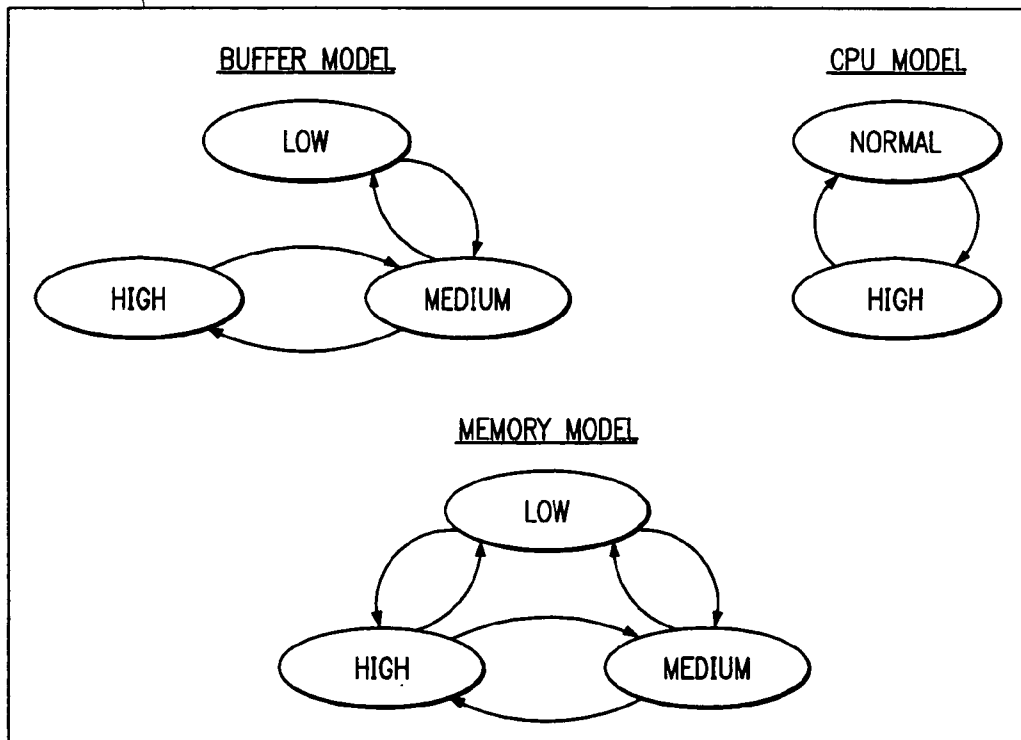 BUFFER MODEL
LOW
HIGH
MEDIUM
CPU MODEL
NORMAL
HIGH
MEMORY MODEL
LOW
HIGH
MEDIUM